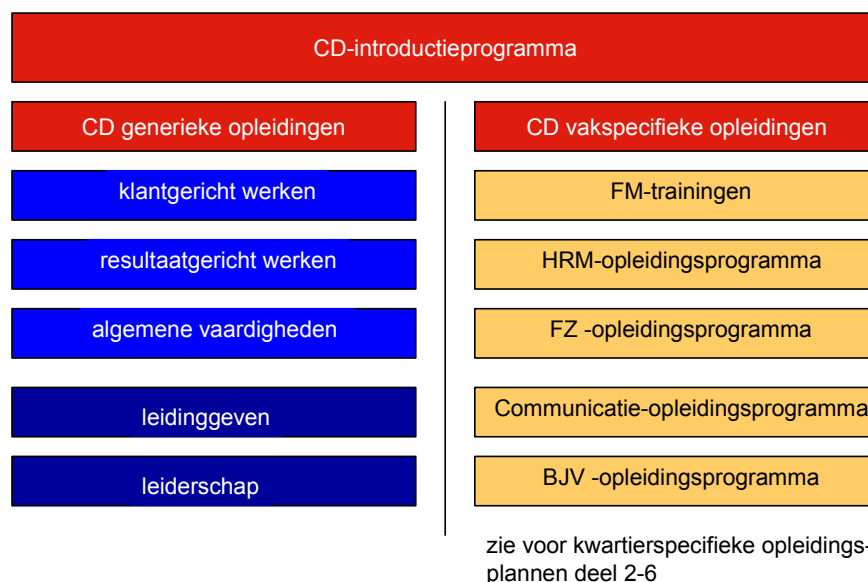 CD-introductieprogramma
CD generieke opleidingen
klantgericht werken
resultaatgericht werken
algemene vaardigheden
leidinggeven
leiderschap
CD vakspecifieke opleidingen
FM-trainingen
HRM-opleidingsprogramma
FZ -opleidingsprogramma
Communicatie-opleidingsprogramma
BJV -opleidingsprogramma
zie voor kwartierspecifieke opleidings-
plannen deel 2-6